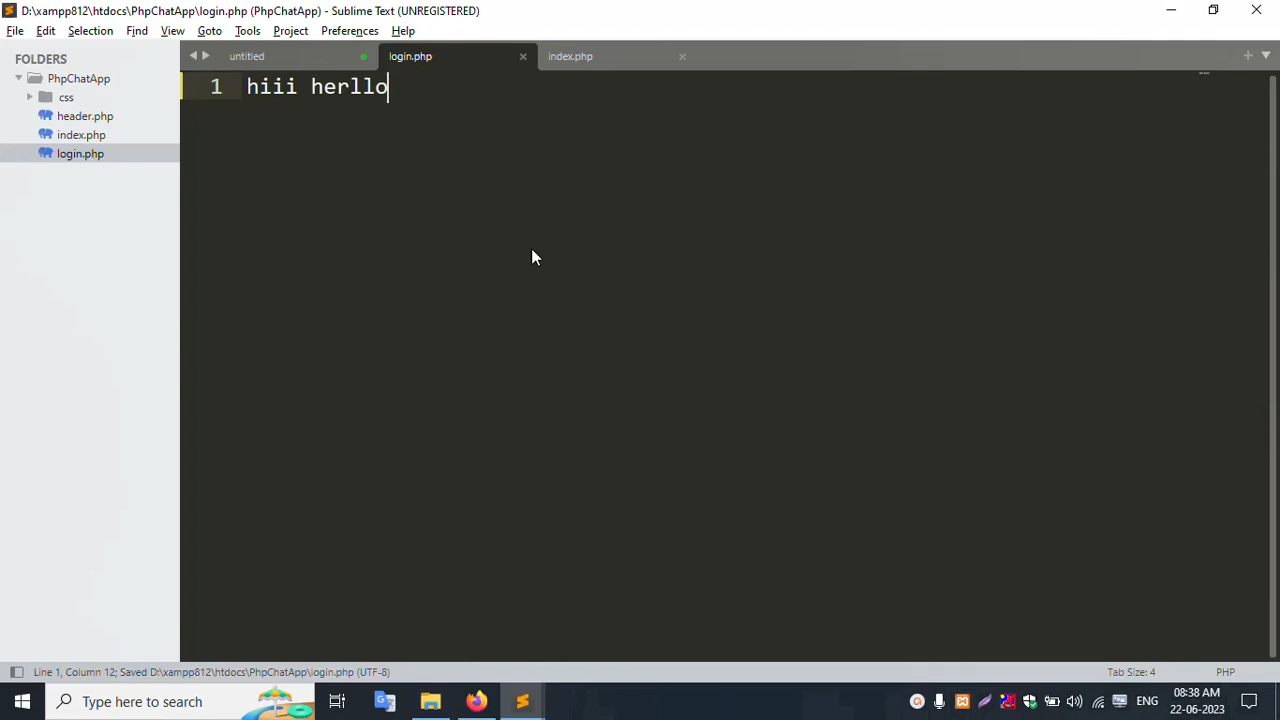 D:\xampp812\htdocs\PhpChatApp\login.php (PhpChatApp) - Sublime Text (UNREGISTERED)
File Edit Selection Find View Goto Tools Project Preferences Help
FOLDERS
PhpChatApp
css
header.php
index.php
login.php
untitled login.php index.php
1 hiii herllo
Line 1, Column 12; Saved D:\xampp812\htdocs\PhpChatApp\login.php (UTF-8) Tab Size: 4 PHP
Type here to search
ENG
08:38 AM
22-06-2023